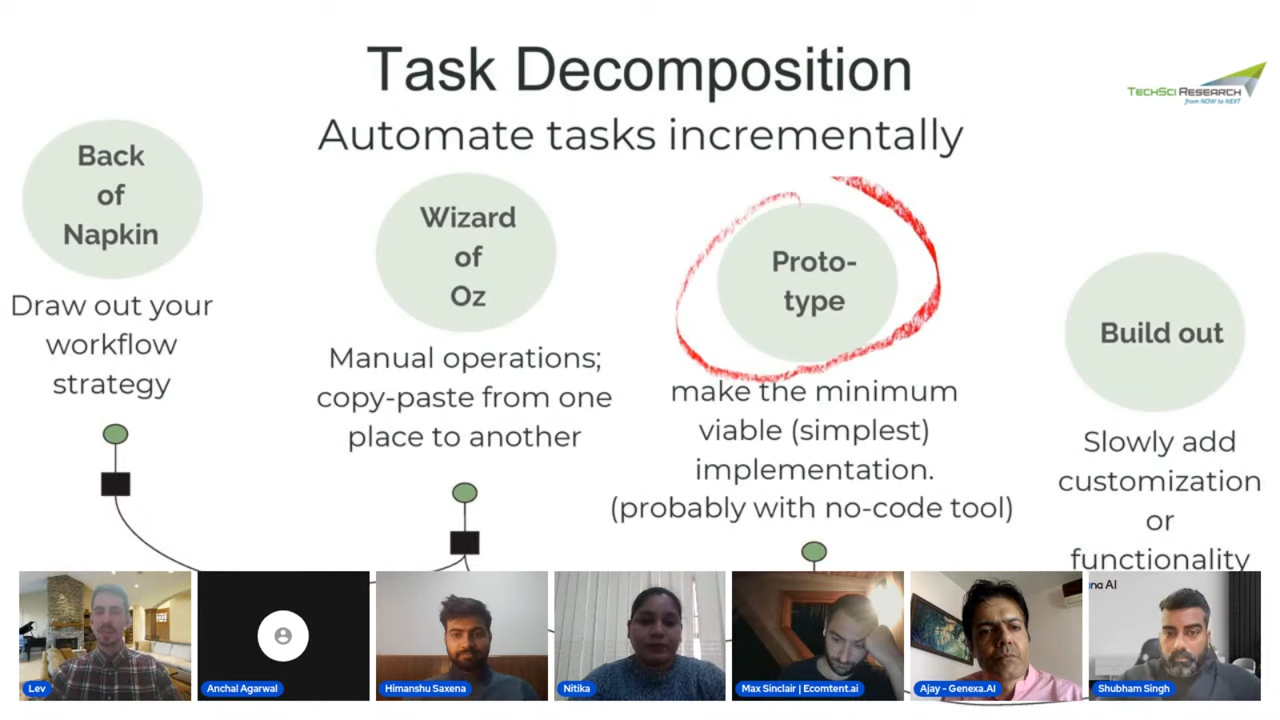 Task Decomposition
Automate tasks incrementally
TechSci Research
from NOW to NEXT
Back
of
Napkin
Draw out your
workflow
strategy
Wizard
of
Oz
Manual operations;
copy-paste from one
place to another
Proto-
type
make the minimum
viable (simplest)
implementation.
(probably with no-code tool)
Build out
Slowly add
customization
or
functionality
na AI
Lev
Anchal Agarwal
Himanshu Saxena
Nitika
Max Sinclair | Ecomtent.ai
Ajay - Genexa.AI
Shubham Singh